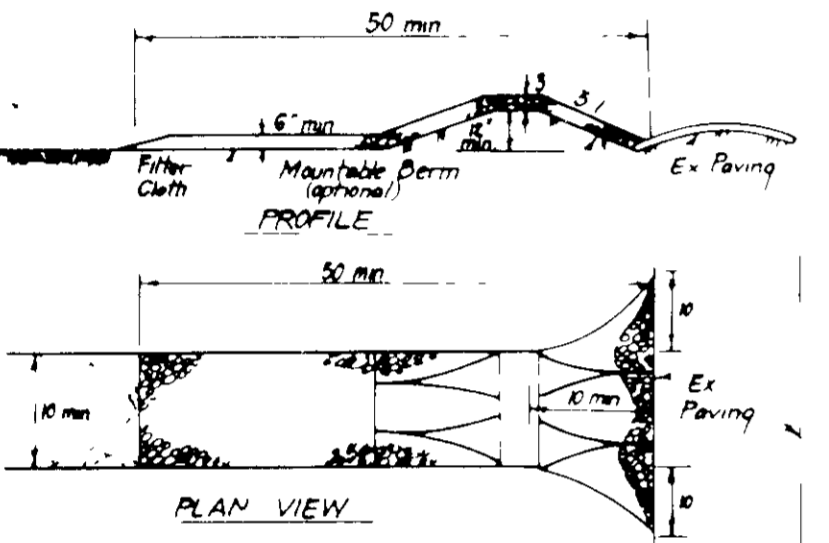 50 min
6" min
3
5 1
12" min
Filter Cloth
Mountable Berm
(optional)
Ex Paving
PROFILE
50 min
10
10 min
10 min
Ex
Paving
10
PLAN VIEW